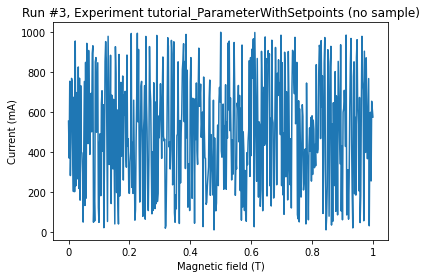 Run #3, Experiment tutorial_ParameterWithSetpoints (no sample)
1000
800
600
400
200
0
Current (mA)
0 0.2 0.4 0.6 0.8 1
Magnetic field (T)